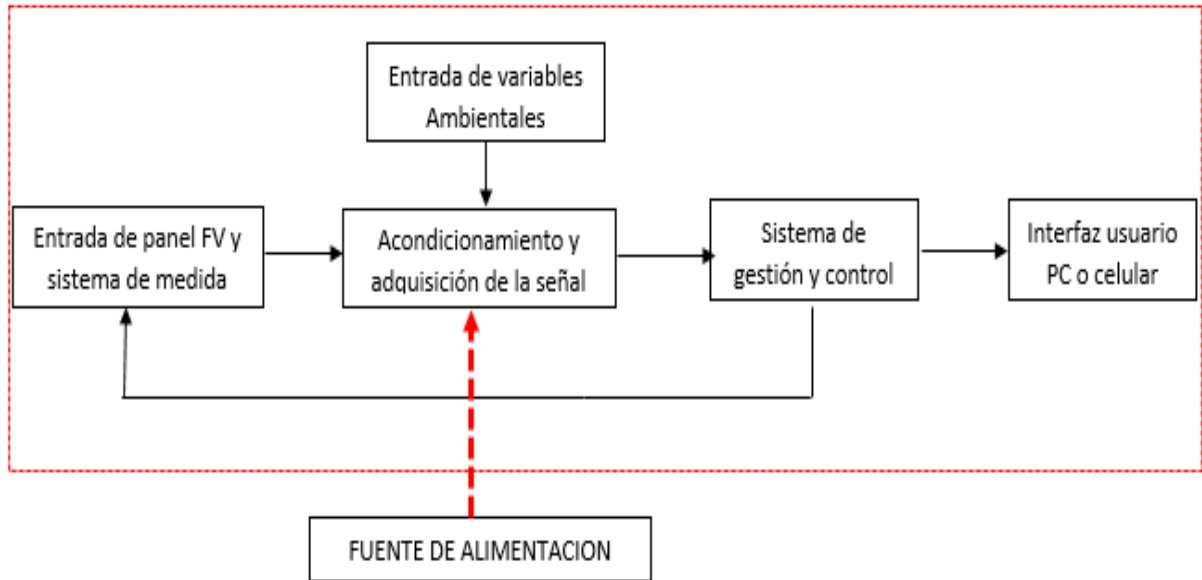 Entrada de variables
Ambientales
Entrada de panel FV y
sistema de medida
Acondicionamiento y
adquisición de la señal
Sistema de
gestión y control
Interfaz usuario
PC o celular
FUENTE DE ALIMENTACION